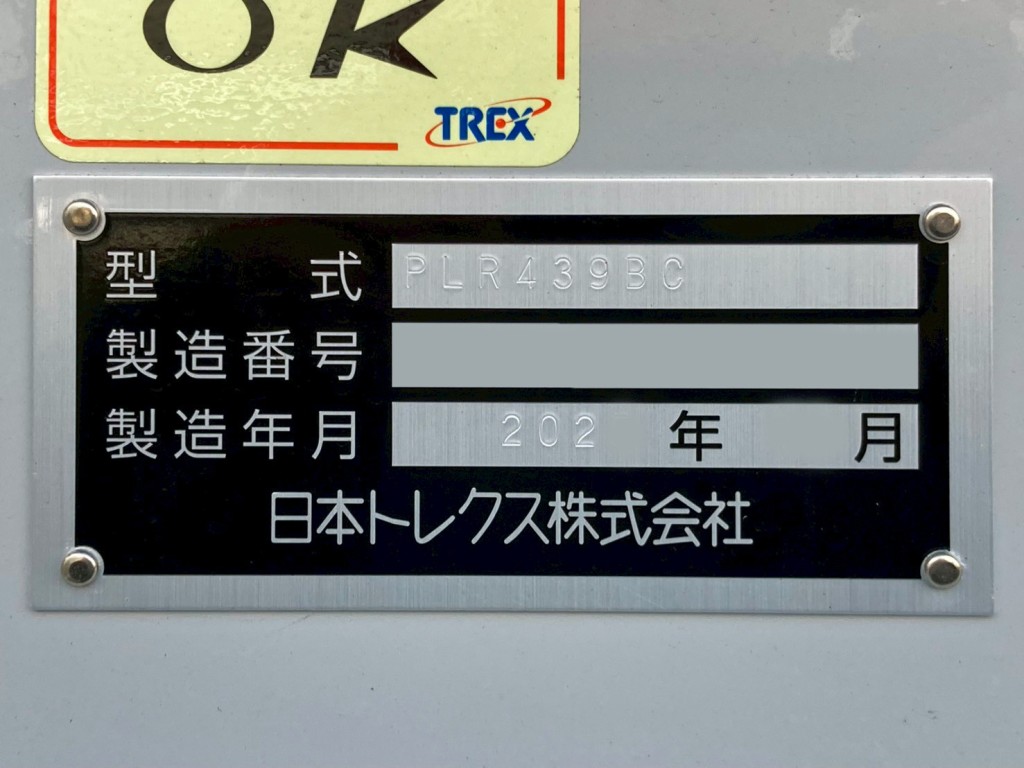 OK
TREX
型式 PLR439BC
製造番号
製造年月 202 年 月
日本トレクス株式会社